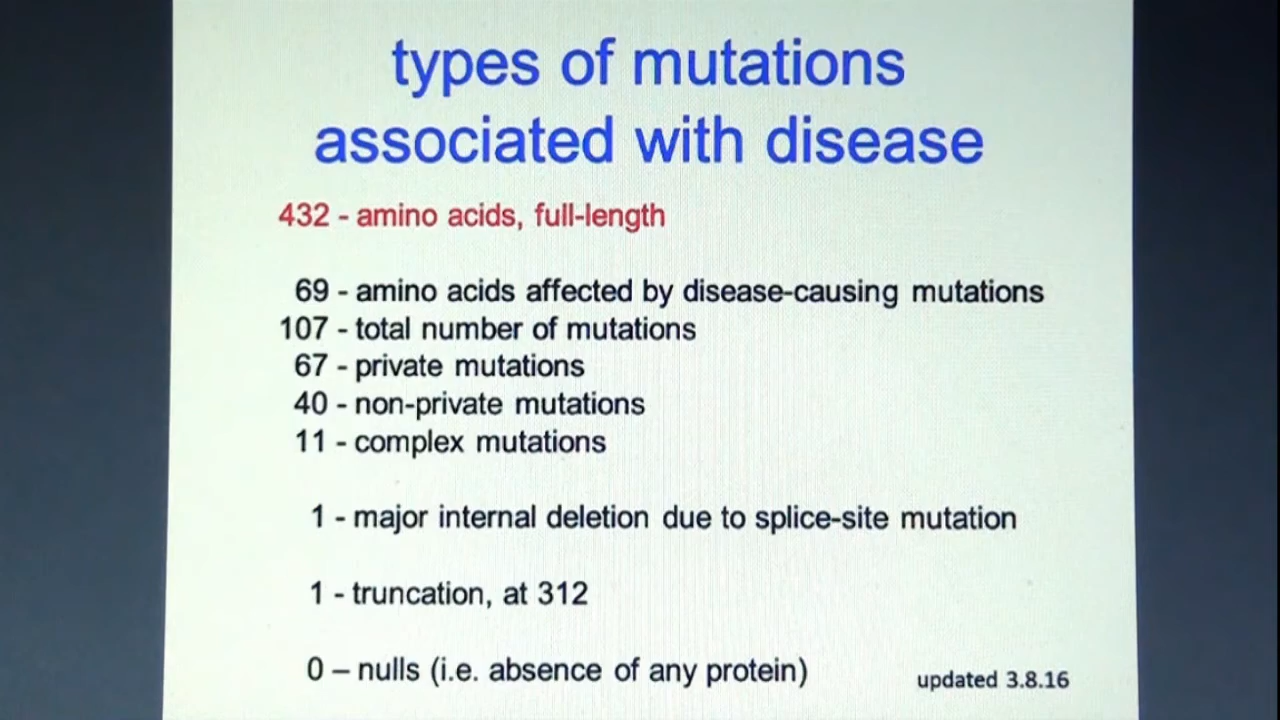 types of mutations
associated with disease
432 - amino acids, full-length
69 - amino acids affected by disease-causing mutations
107 - total number of mutations
67 - private mutations
40 - non-private mutations
11 - complex mutations
1 - major internal deletion due to splice-site mutation
1 - truncation, at 312
0 – nulls (i.e. absence of any protein)
updated 3.8.16